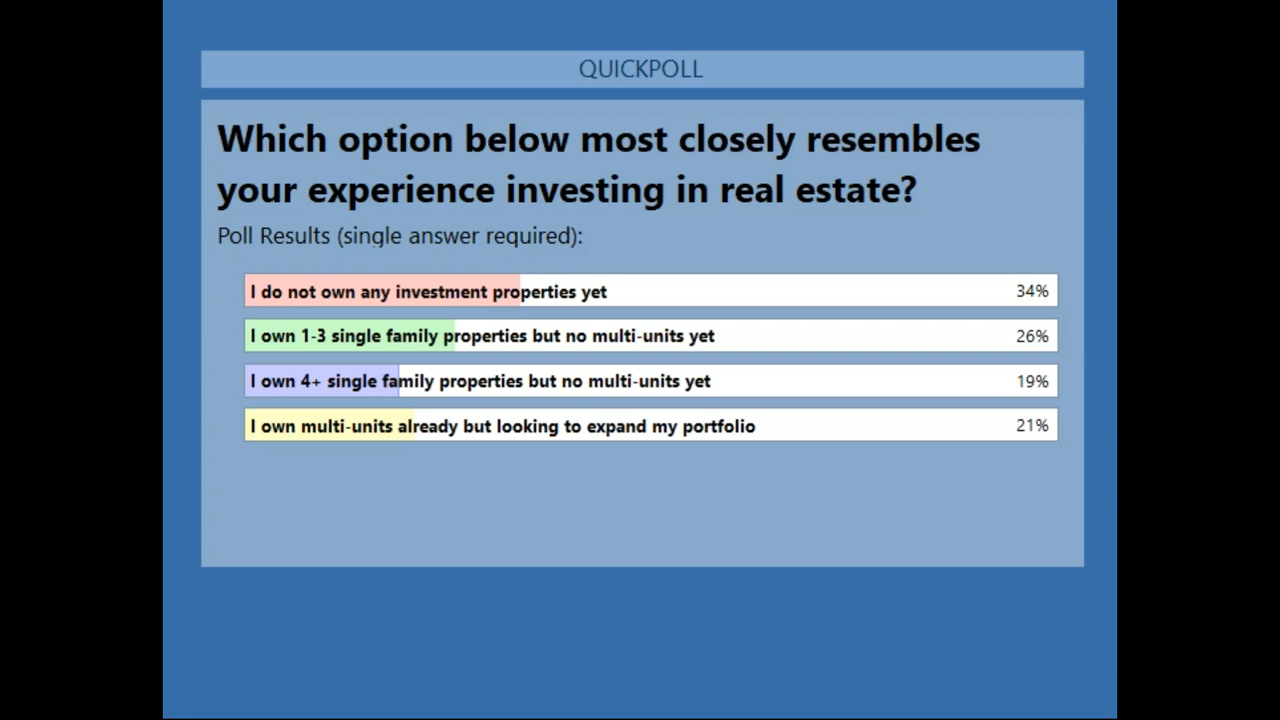 QUICKPOLL
Which option below most closely resembles
your experience investing in real estate?
Poll Results (single answer required):
I do not own any investment properties yet 34%
I own 1-3 single family properties but no multi-units yet 26%
I own 4+ single family properties but no multi-units yet 19%
I own multi-units already but looking to expand my portfolio 21%